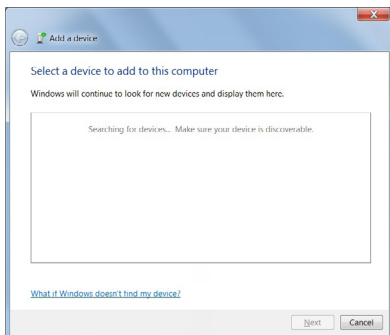 Add a device
Select a device to add to this computer
Windows will continue to look for new devices and display them here.
Searching for devices... Make sure your device is discoverable.
What if Windows doesn't find my device?
Next Cancel